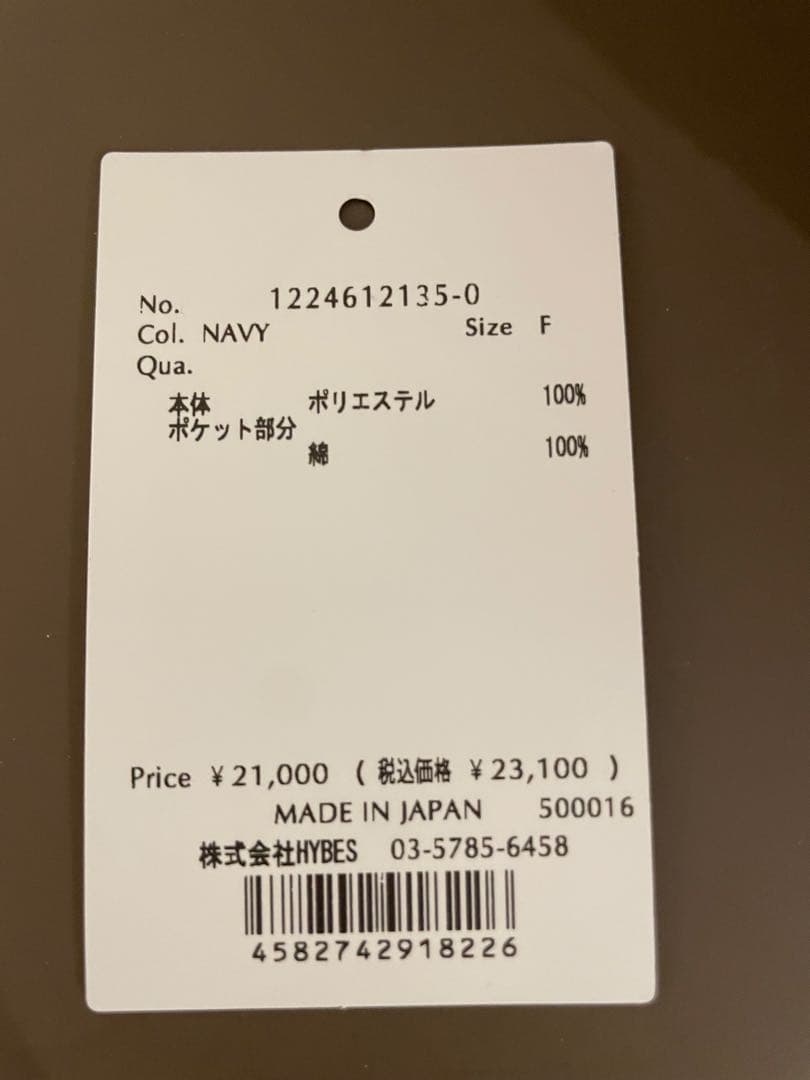 No. 1224612135-0
Col. NAVY Size F
Qua.
本体 ポリエステル 100%
ポケット部分
綿 100%
Price ¥21,000 ( 税込価格 ¥23,100 )
MADE IN JAPAN 500016
株式会社HYBES 03-5785-6458
4582742918226